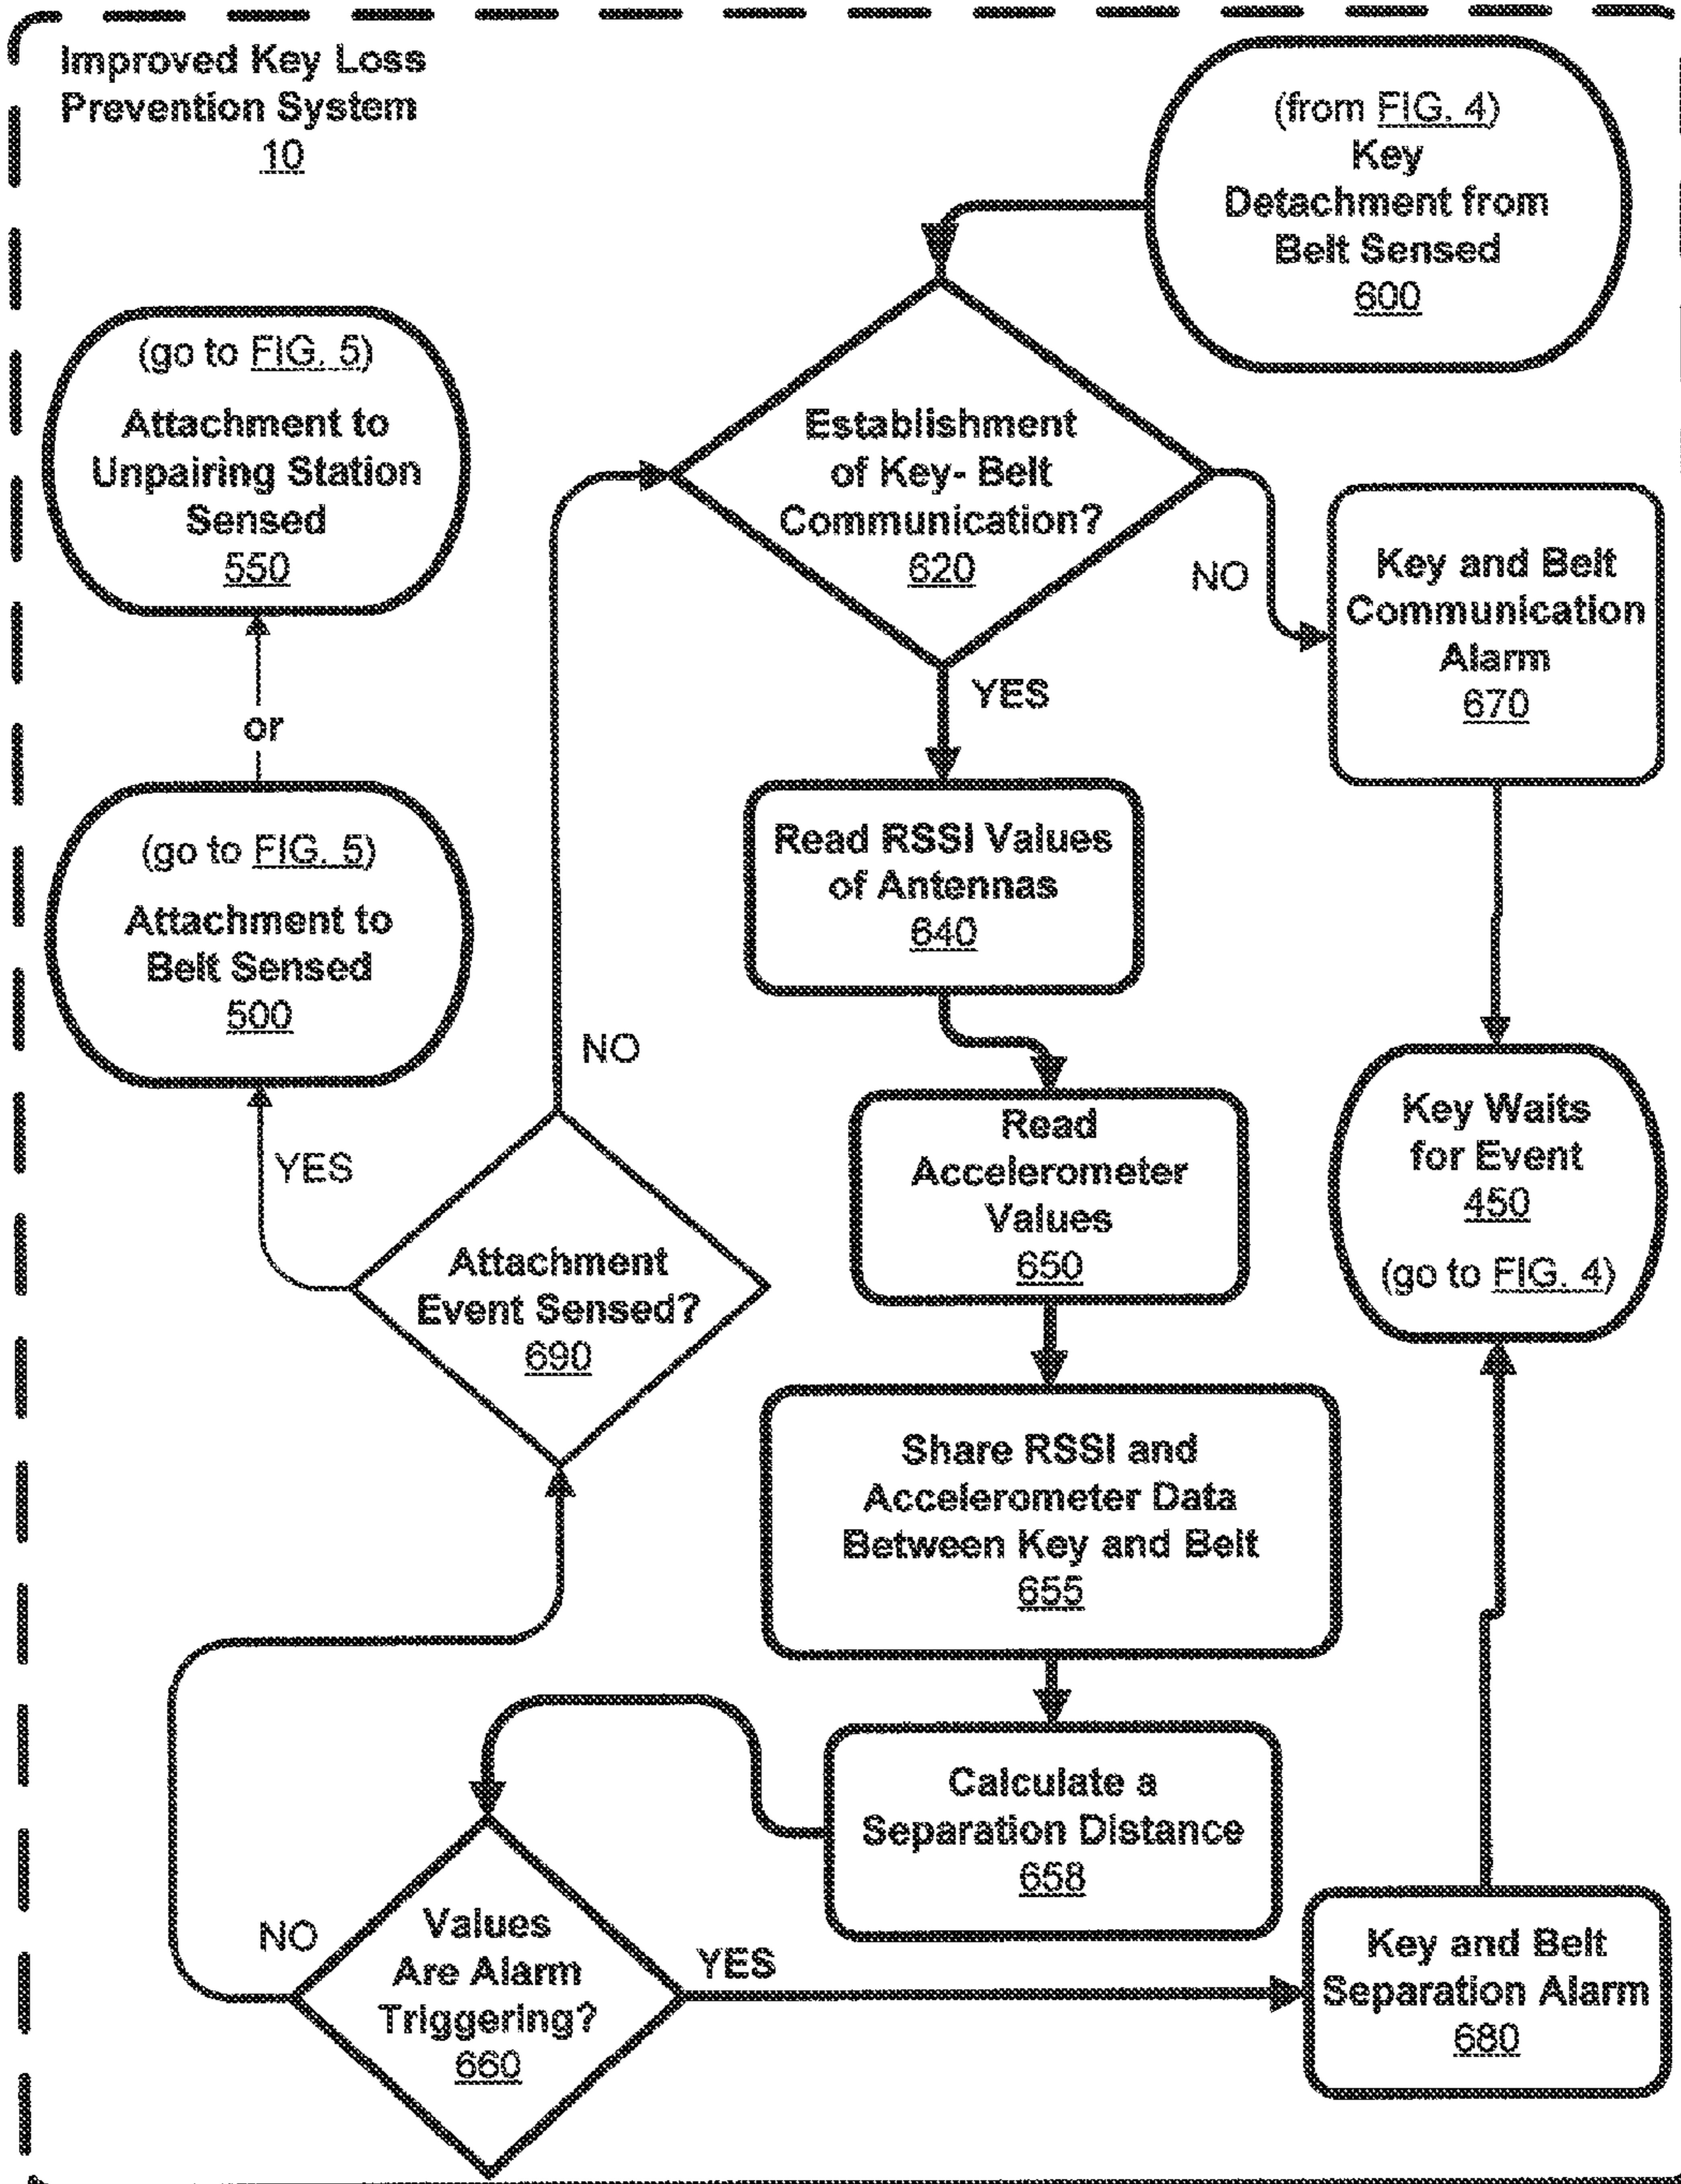 Improved Key Loss
Prevention System
10
(from FIG. 4)
Key
Detachment from
Belt Sensed
600
(go to FIG. 5)
Attachment to
Unpairing Station
Sensed
550
or
(go to FIG. 5)
Attachment to
Belt Sensed
500
Establishment
of Key- Belt
Communication?
620
NO
YES
Key and Belt
Communication
Alarm
670
Read RSSI Values
of Antennas
640
NO
YES
Attachment
Event Sensed?
690
Read
Accelerometer
Values
650
Key Waits
for Event
450
(go to FIG. 4)
Share RSSI and
Accelerometer Data
Between Key and Belt
655
Calculate a
Separation Distance
658
NO
Values
Are Alarm
Triggering?
660
YES
Key and Belt
Separation Alarm
680